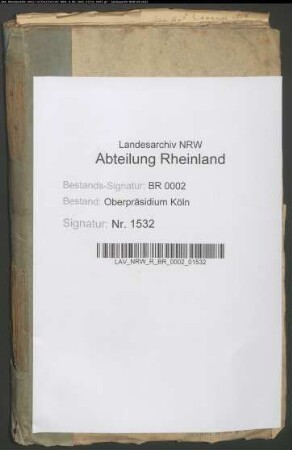 Landesarchiv NRW
Abteilung Rheinland
Bestands-Signatur: BR 0002
Bestand: Oberpräsidium Köln
Signatur: Nr. 1532
LAV_NRW_R_BR_0002_01532